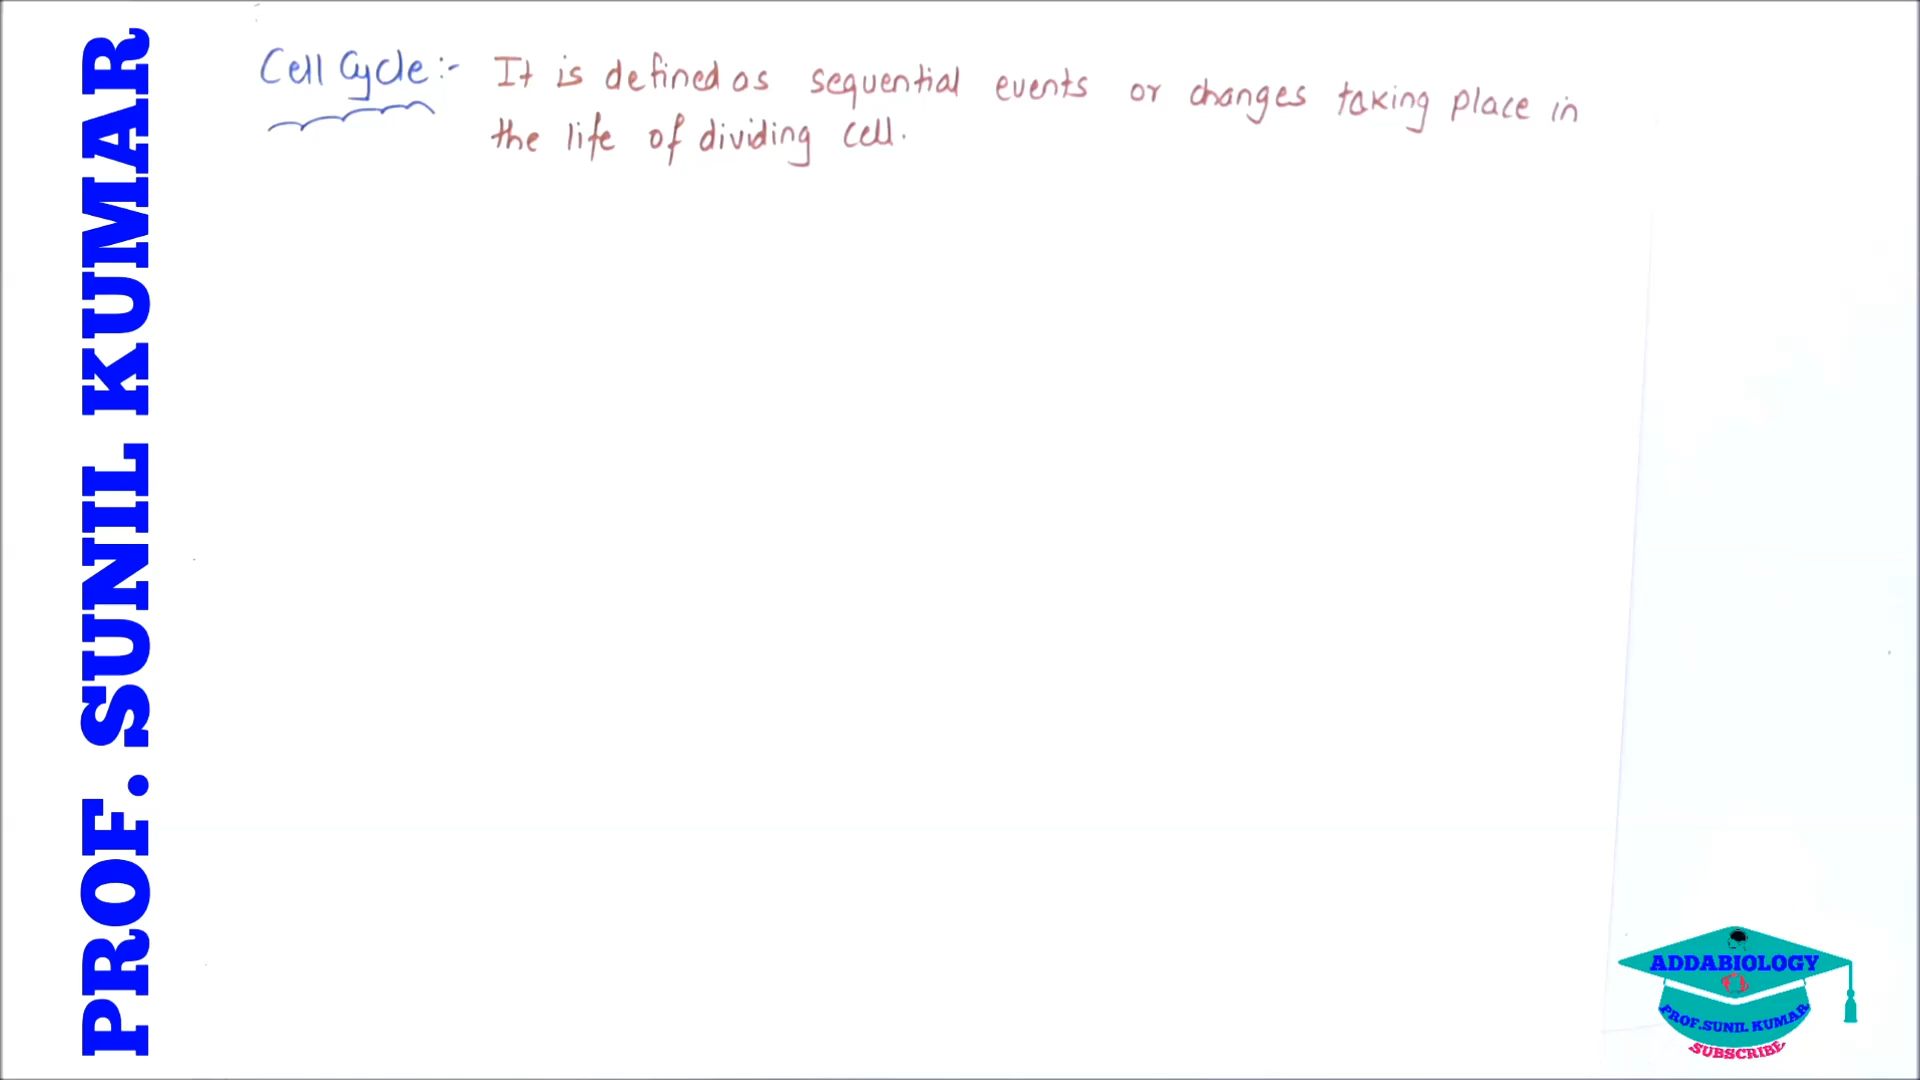 PROF. SUNIL KUMAR
Cell Cycle:- It is defined as sequential events or changes taking place in
the life of dividing cell.
ADDABIOLOGY
PROF.SUNIL KUMAR
SUBSCRIBE